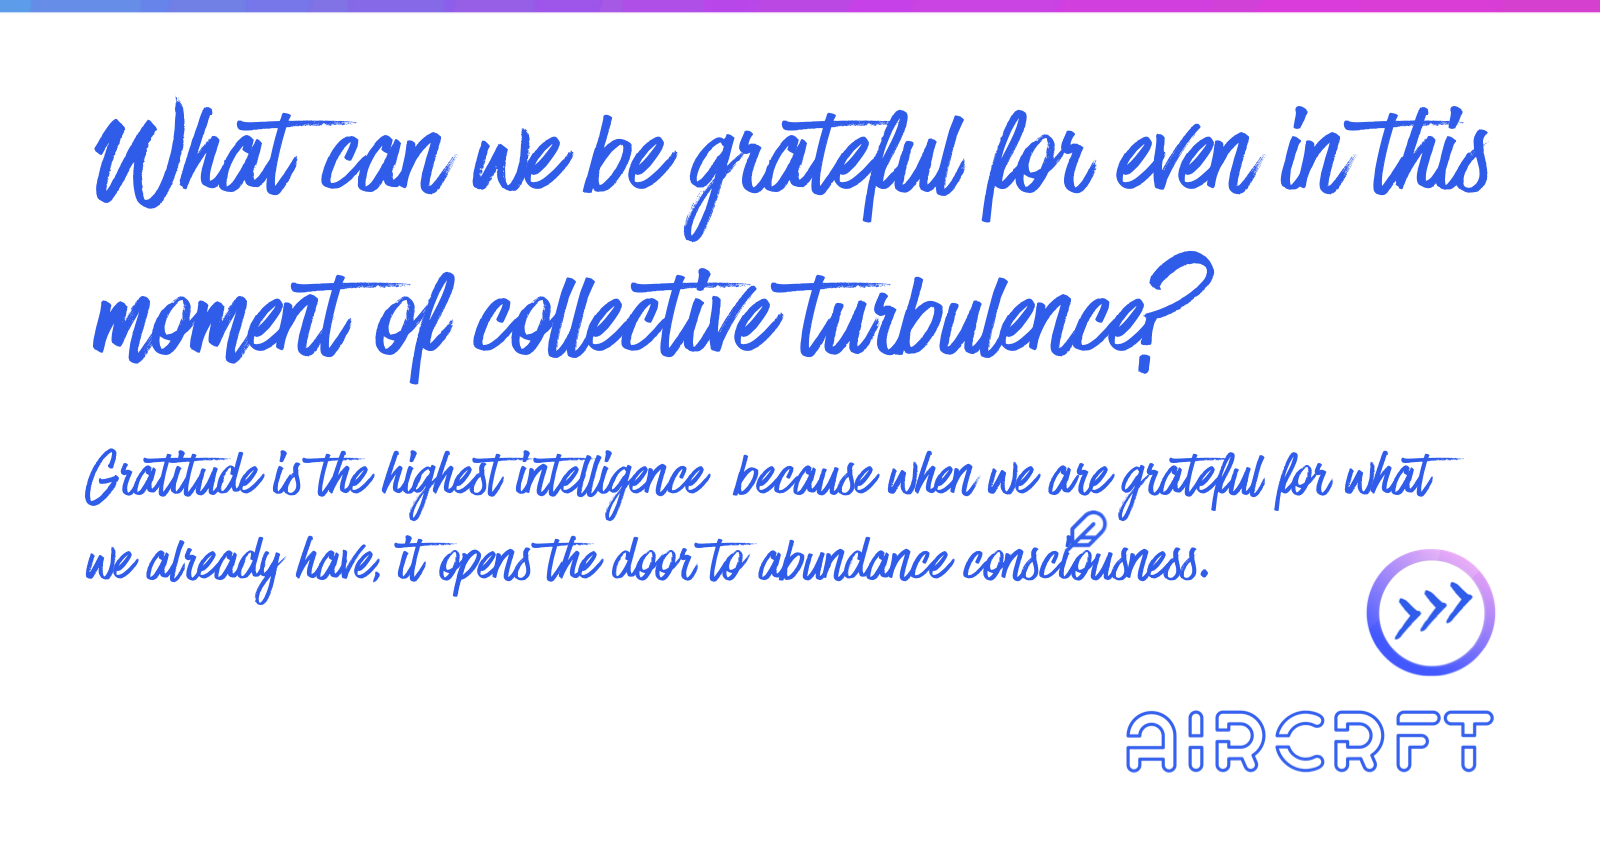 What can we be grateful for even in this
moment of collective turbulence?
Gratitude is the highest intelligence because when we are grateful for what
we already have, it opens the door to abundance consciousness.
AIRCRFT